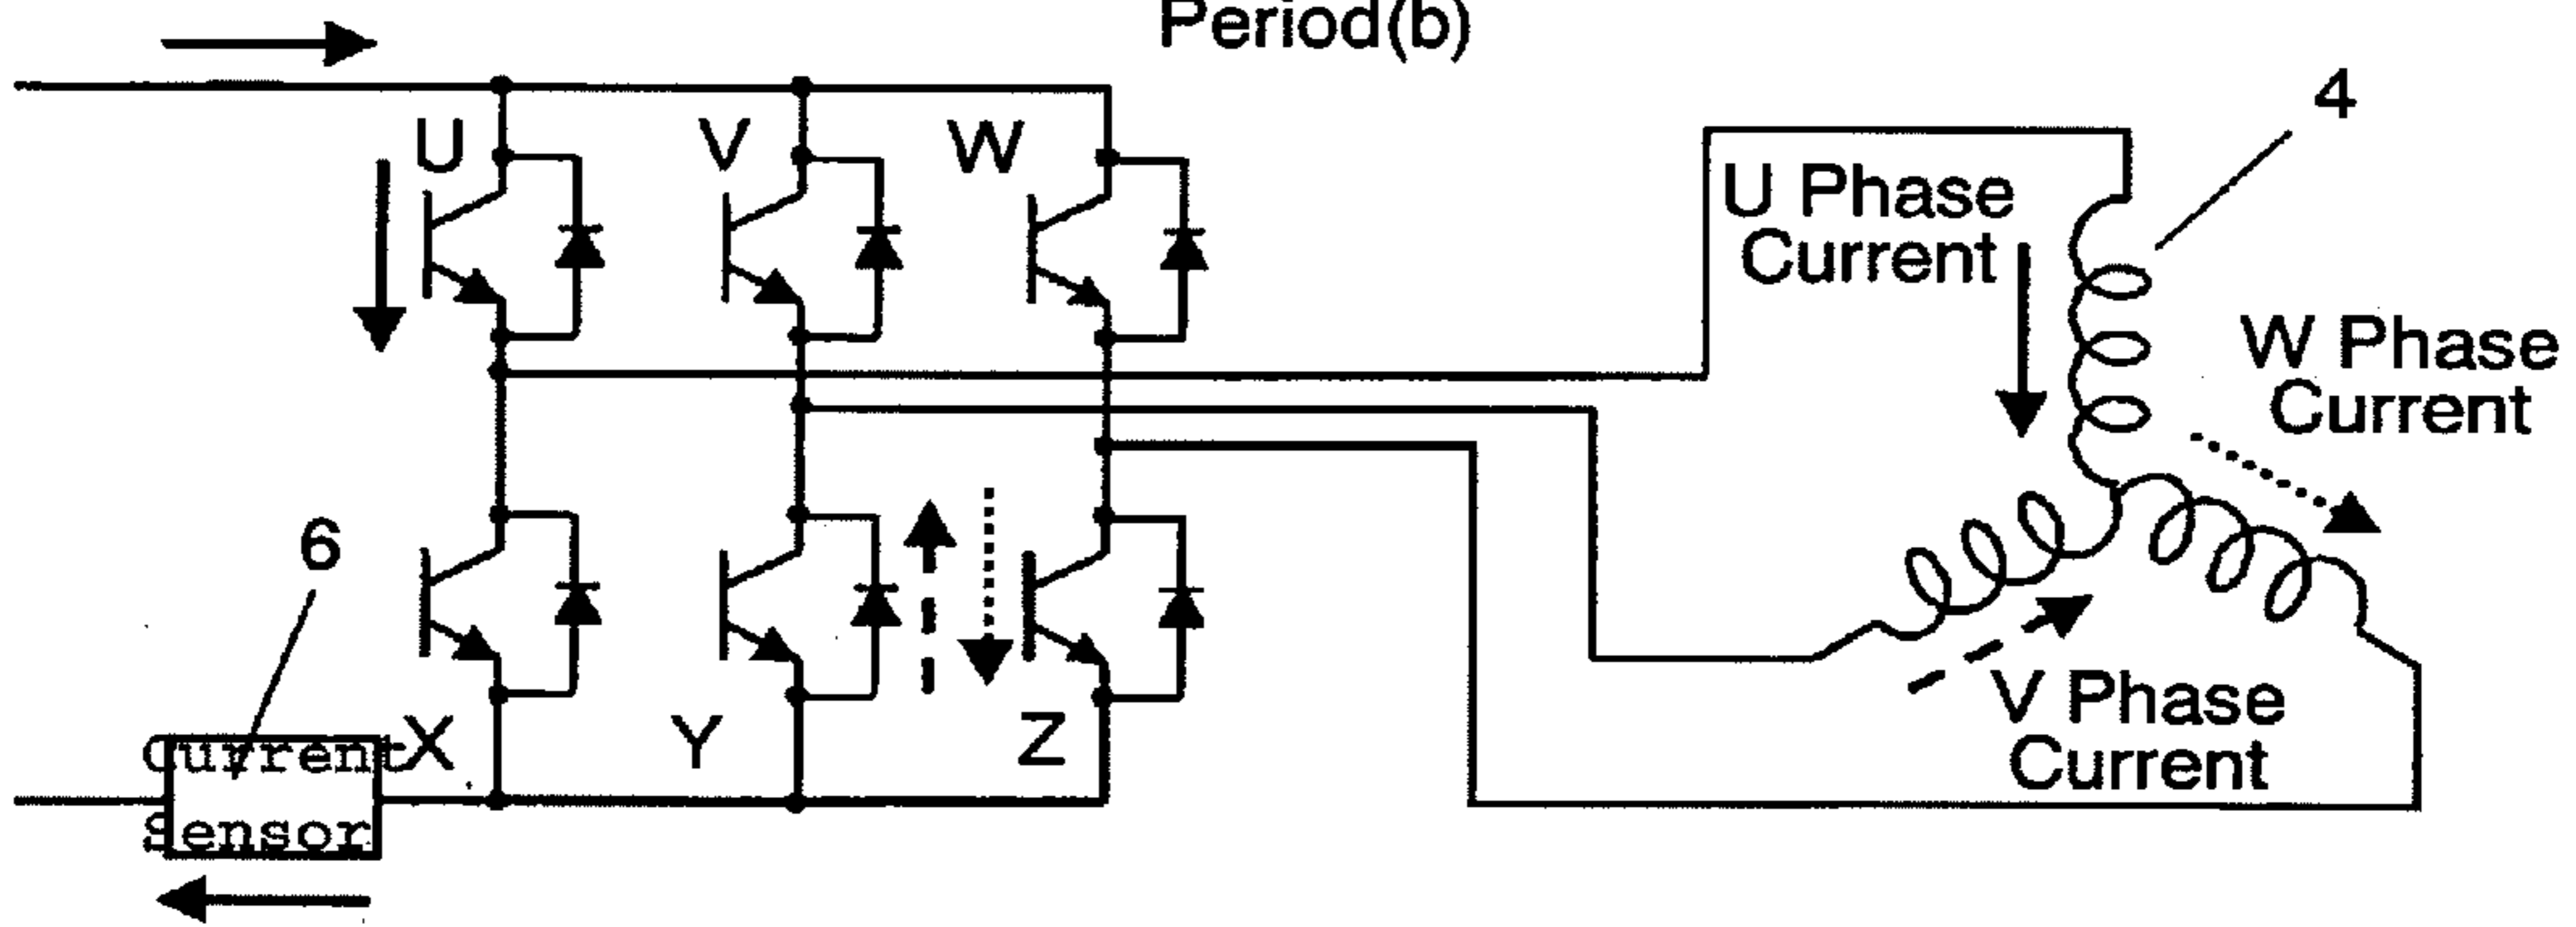 Period(b)
4
U
V
W
U Phase
Current
W Phase
Current
6
V Phase
Current
X
Y
Z
Current
Sensor